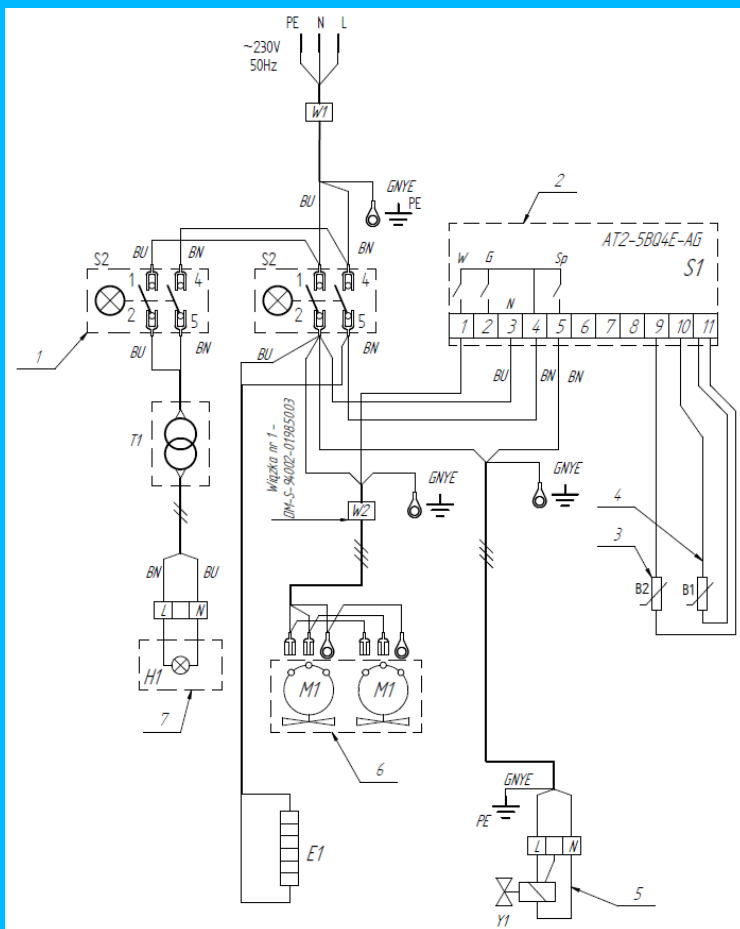 PE N L
~230V
50Hz
W1
GNYE
PE
BU
BN
2
AT2-5BQ4E-AG
S1
W G Sp
N
1 2 3 4 5 6 7 8 9 10 11
S2
BU
BN
1 4
2 5
BU
BN
1
S2
1 4
2 5
BU
BN
BU
BN
BN
T1
Wiązka nr 1 -
DM-S-94002-01985003
W2
GNYE
GNYE
4
3
B2
B1
BN
BU
L N
H1
7
M1
M1
6
E1
GNYE
PE
L N
Y1
5